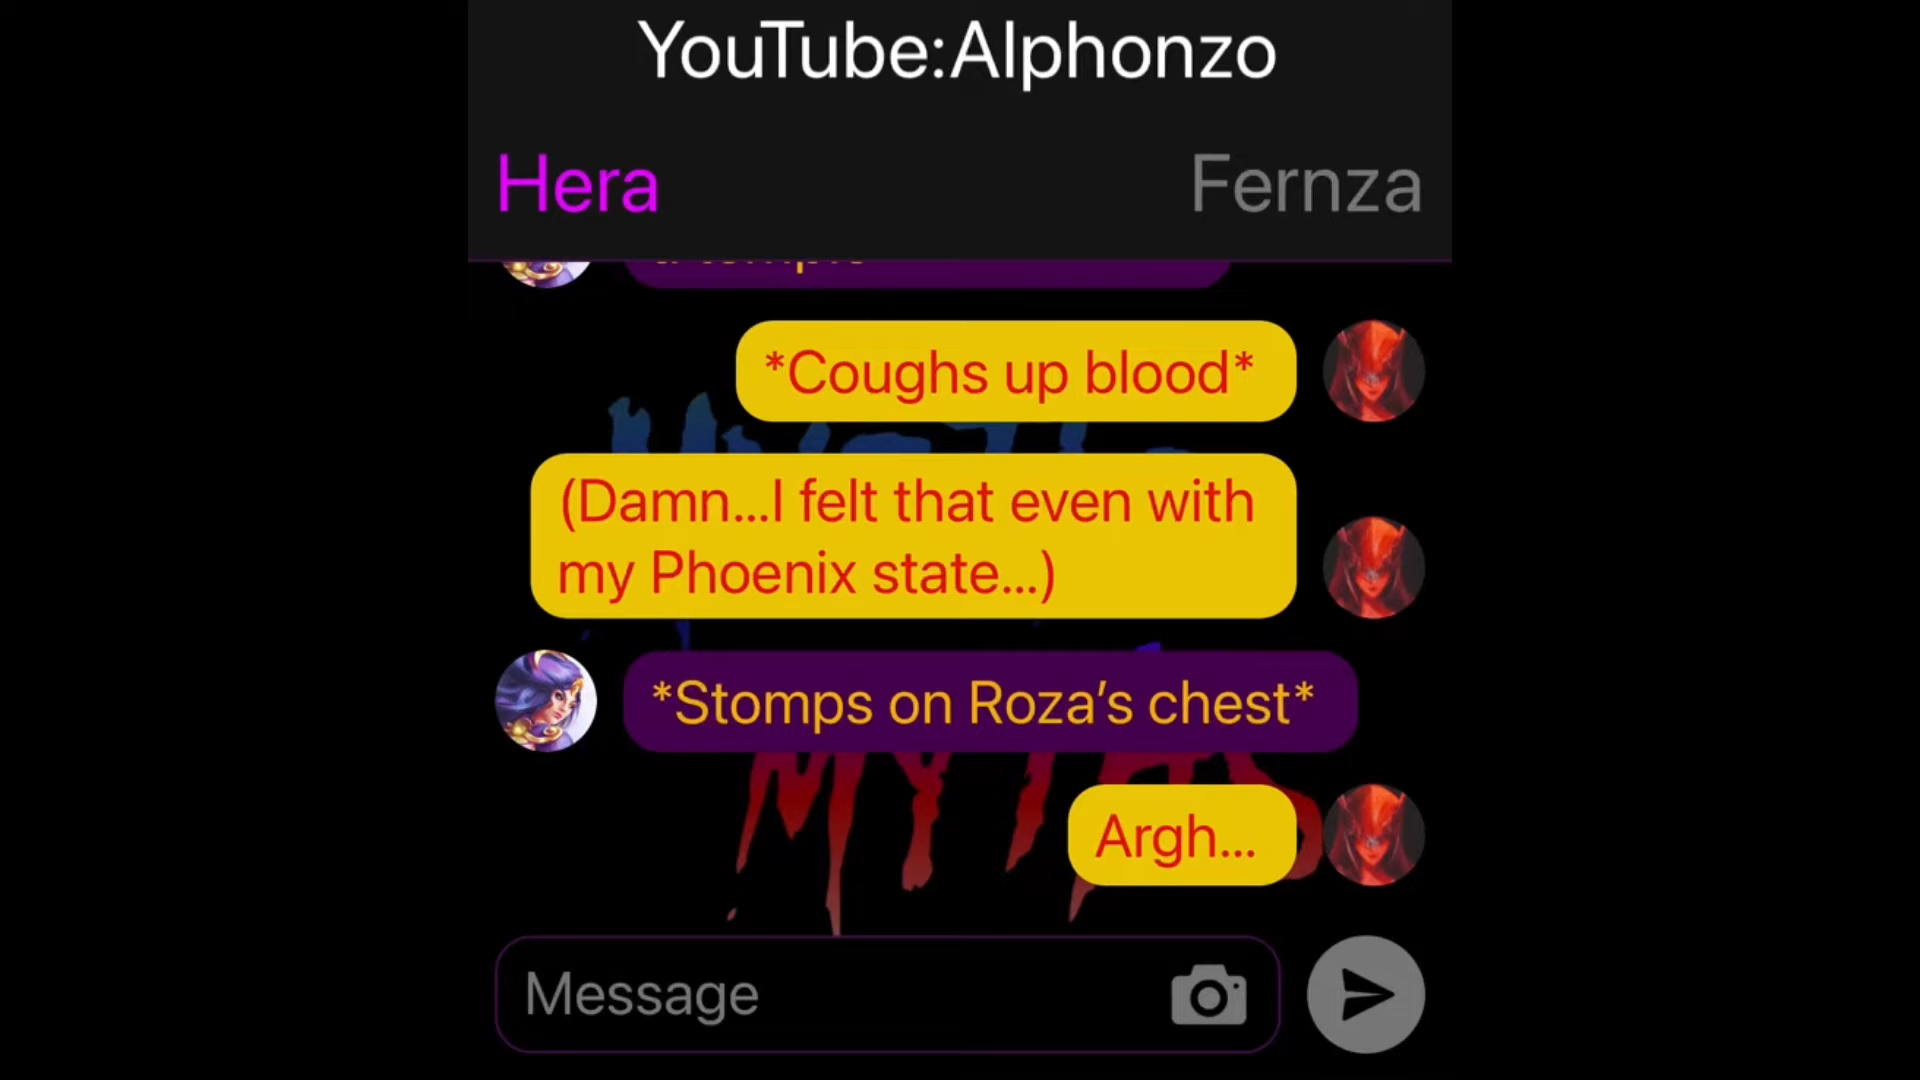 YouTube:Alphonzo
Hera
Fernza
*Coughs up blood*
(Damn...I felt that even with
my Phoenix state...)
*Stomps on Roza’s chest*
Argh...
Message